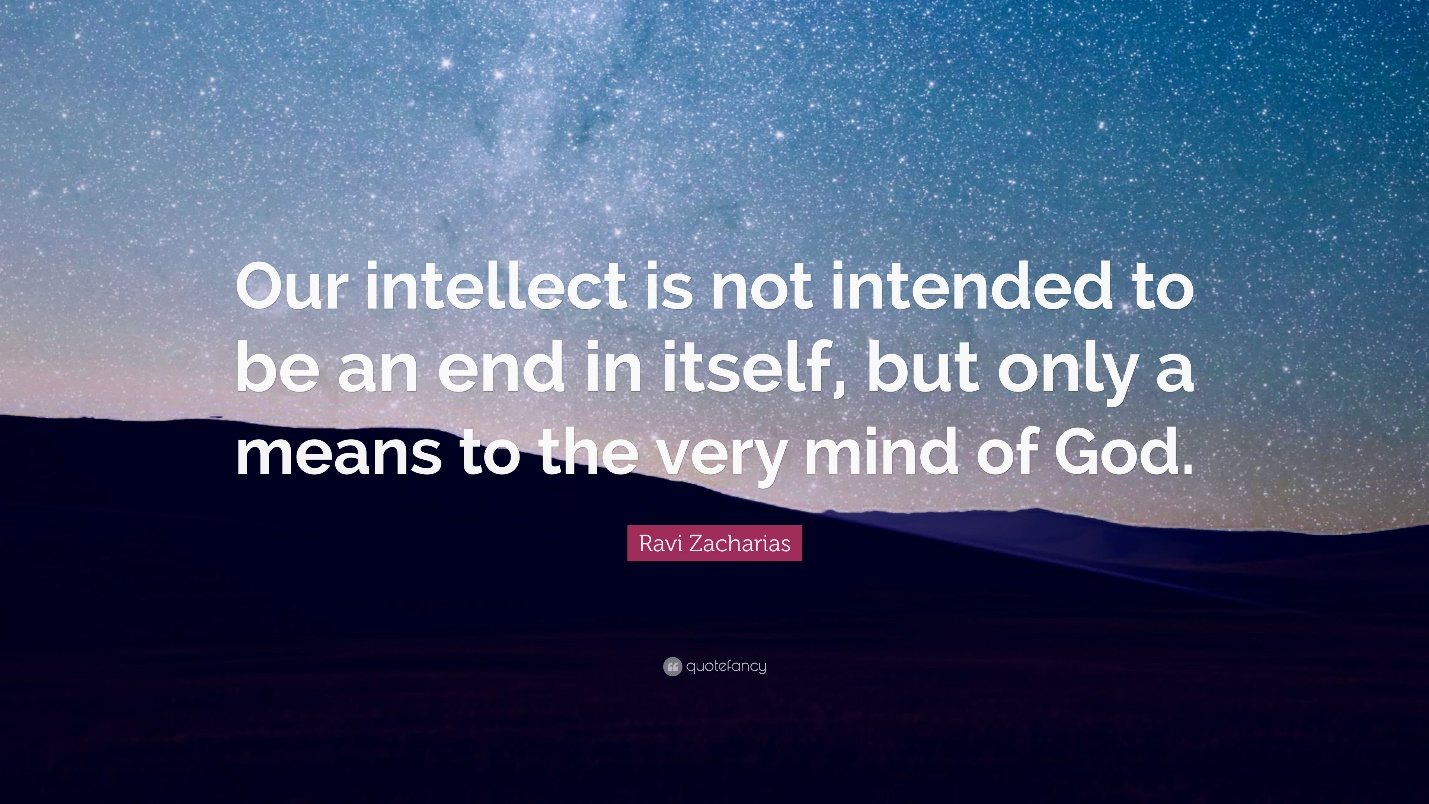 Our intellect is not intended to
be an end in itself, but only a
means to the very mind of God.
Ravi Zacharias
quotefancy